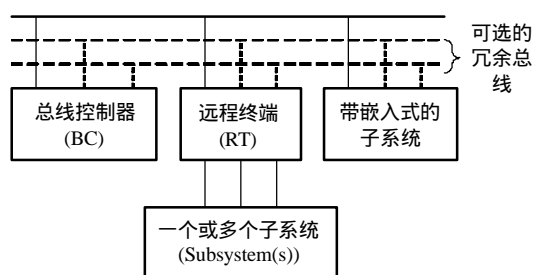 可选的
冗余总
线
总线控制器
(BC)
远程终端
(RT)
带嵌入式的
子系统
一个或多个子系统
(Subsystem(s))